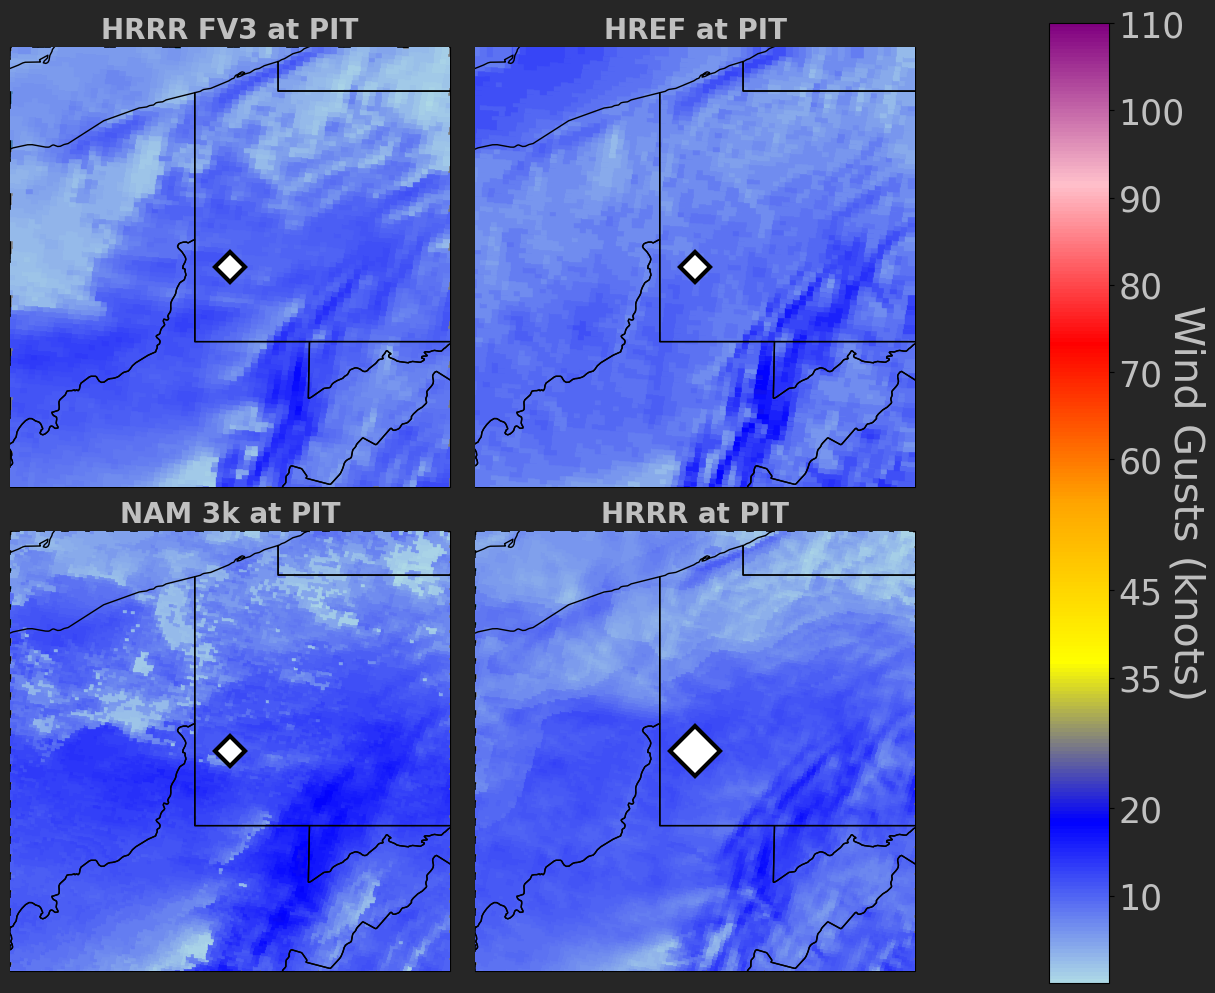 HRRR FV3 at PIT
HREF at PIT
NAM 3k at PIT
HRRR at PIT
110
100
90
80
70
60
45
35
20
10
Wind Gusts (knots)